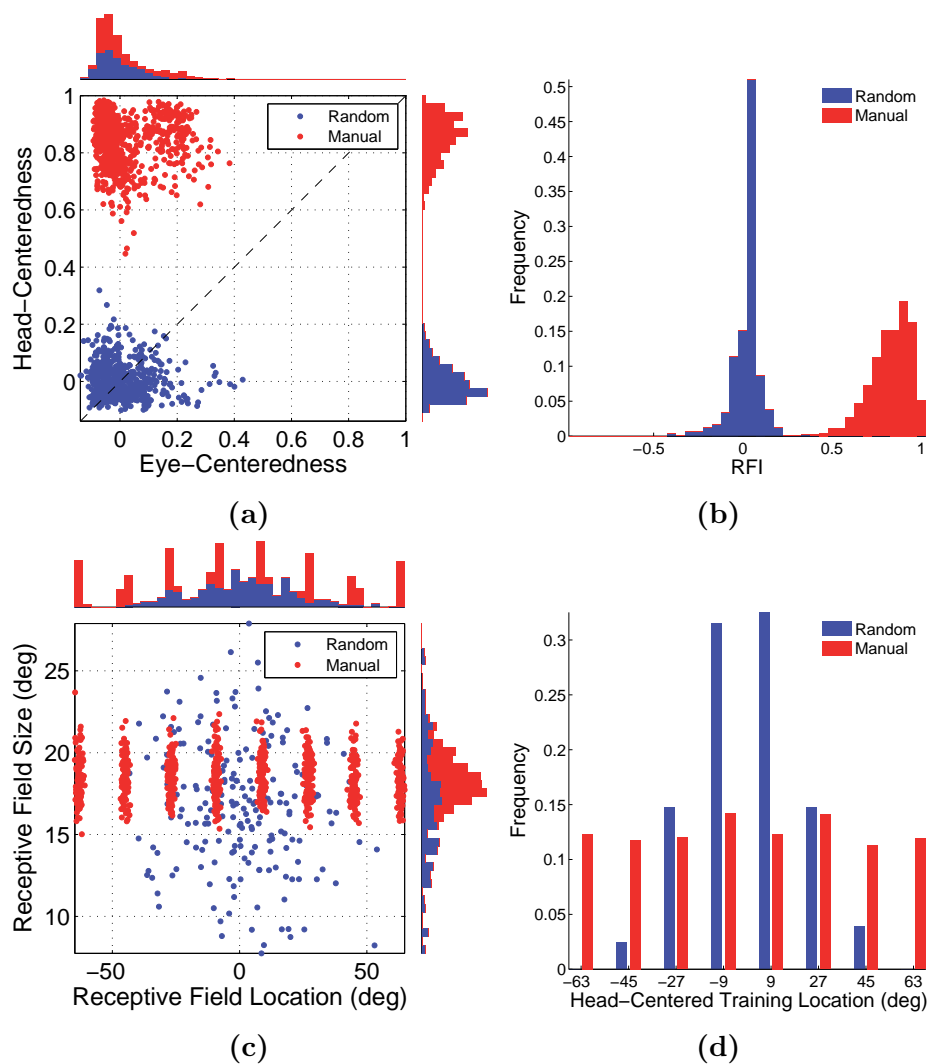 1
0.8
0.6
0.4
0.2
0
Head−Centeredness
0 0.2 0.4 0.6 0.8 1
Eye−Centeredness
Random
Manual
(a)
0.5
0.45
0.4
0.35
0.3
0.25
0.2
0.15
0.1
0.05
0
Frequency
−0.5 0 0.5 1
RFI
Random
Manual
(b)
25
20
15
10
Receptive Field Size (deg)
−50 0 50
Receptive Field Location (deg)
Random
Manual
(c)
0.3
0.25
0.2
0.15
0.1
0.05
0
Frequency
−63 −45 −27 −9 9 27 45 63
Head−Centered Training Location (deg)
Random
Manual
(d)